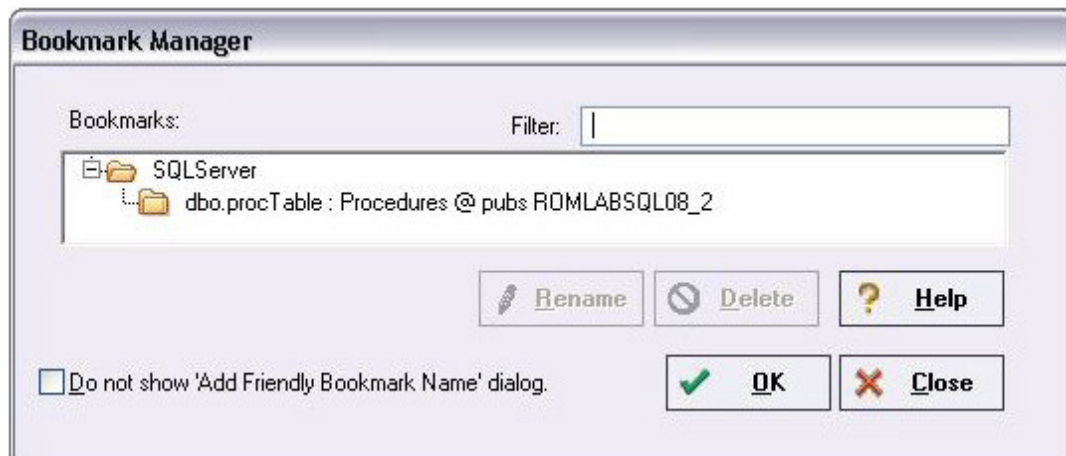 Bookmark Manager
Bookmarks: Filter:
SQLServer
dbo.procTable : Procedures @ pubs ROMLABSQL08_2
Rename Delete ? Help
Do not show 'Add Friendly Bookmark Name' dialog. OK Close